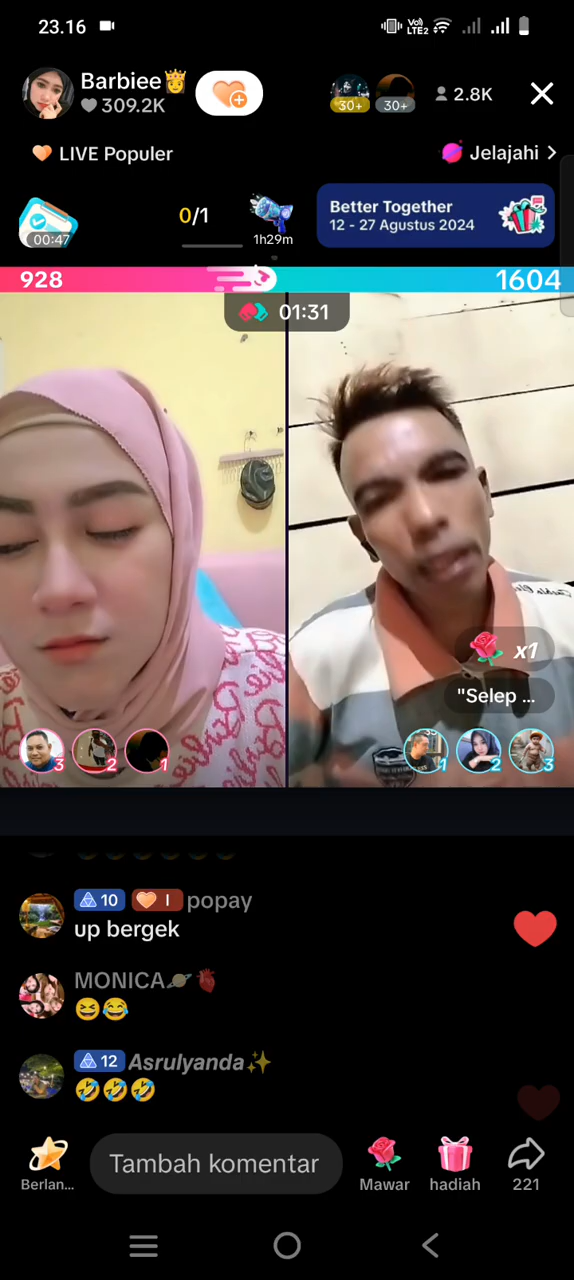 23.16
Vo)
LTE2
Barbiee
309.2K
30+
30+
2.8K
LIVE Populer
Jelajahi >
00:47
0/1
1h29m
Better Together
12 - 27 Agustus 2024
928
1604
01:31
x1
"Selep ...
3
2
1
1
2
3
10
I
popay
up bergek
MONICA
😆😂
12
Asrulyanda✨
🤣🤣🤣
Tambah komentar
Berlan...
Mawar
hadiah
221